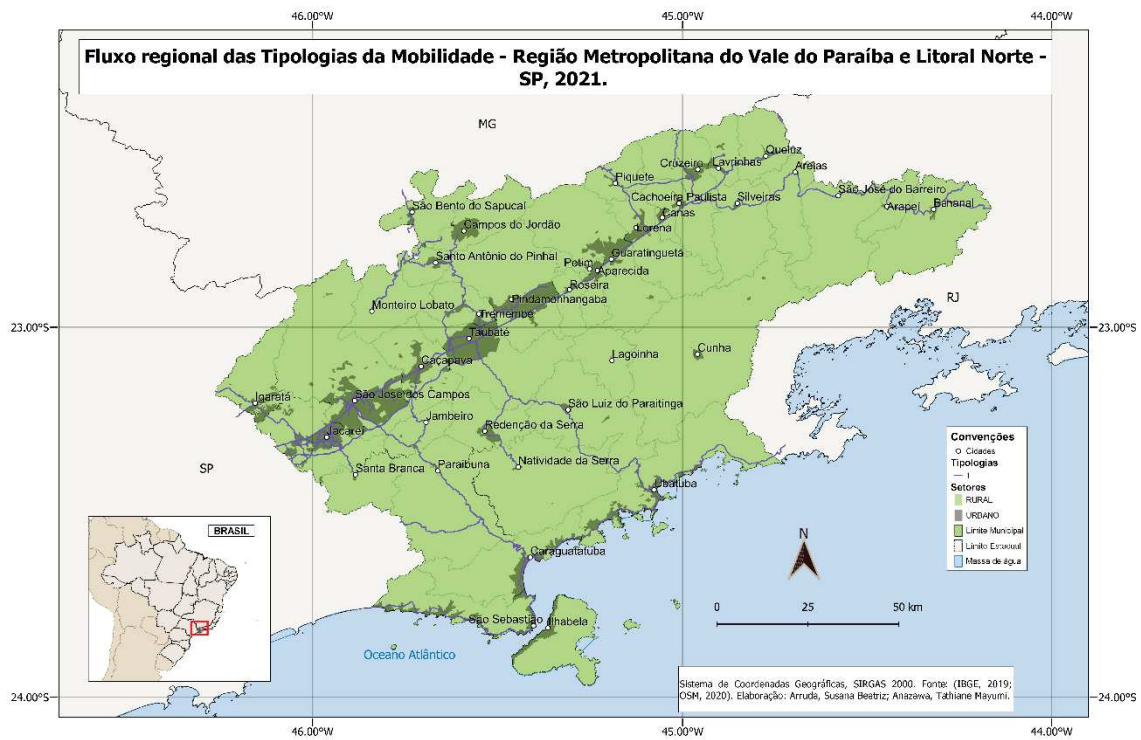 46.00°W 45.00°W 44.00°W
Fluxo regional das Tipologias da Mobilidade - Região Metropolitana do Vale do Paraíba e Litoral Norte -
SP, 2021.
MG
Queluz
Cruzeiro
Lavrinhas
Areias
Piquete
São José do Barreiro
Cachoeira Paulista
Silveiras
Arapeí
Bananal
São Bento do Sapucaí
Canas
Campos do Jordão
Lorena
Guaratinguetá
Santo Antônio do Pinhal
Potim
Aparecida
Roseira
Monteiro Lobato
Pindamonhangaba
RJ
Tremembé
23.00°S 23.00°S
Taubaté
Cunha
Lagoinha
Caçapava
Igaratá
São José dos Campos
São Luiz do Paraitinga
Jambeiro
Redenção da Serra
Jacareí
SP
Santa Branca
Paraibuna
Natividade da Serra
Ubatuba
Convenções
Cidades
Tipologias
1
Setores
RURAL
URBANO
Limite Municipal
Limite Estadual
Massa de água
BRASIL
N
Caraguatatuba
0 25 50 km
São Sebastião
Ilhabela
Oceano Atlântico
Sistema de Coordenadas Geográficas, SIRGAS 2000. Fonte: (IBGE, 2019;
OSM, 2020). Elaboração: Arruda, Susana Beatriz; Anazawa, Tathiane Mayumi.
24.00°S 24.00°S
46.00°W 45.00°W 44.00°W